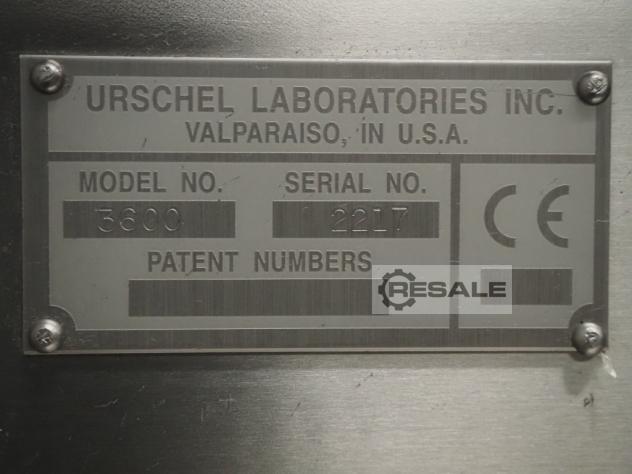 URSCHEL LABORATORIES INC.
VALPARAISO, IN U.S.A.
MODEL NO. SERIAL NO.
3600 2217
CE
PATENT NUMBERS
RESALE